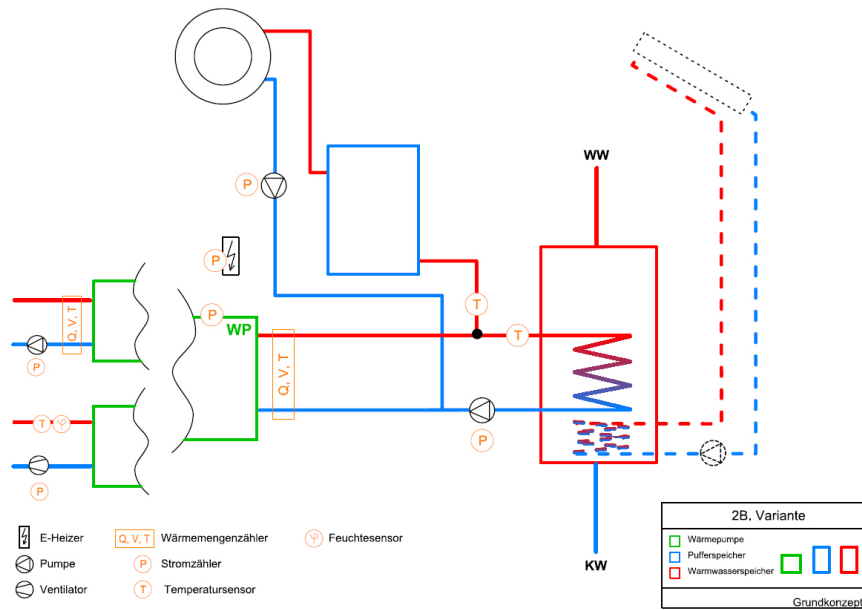 WW
P
P
T
P
WP
Q, V, T
Q, V, T
T
P
T φ
P
P
KW
E-Heizer
Q, V, T Wärmemengenzähler
φ Feuchtesensor
Pumpe
P Stromzähler
Ventilator
T Temperatursensor
2B. Variante
Wärmepumpe
Pufferspeicher
Warmwasserspeicher
Grundkonzept